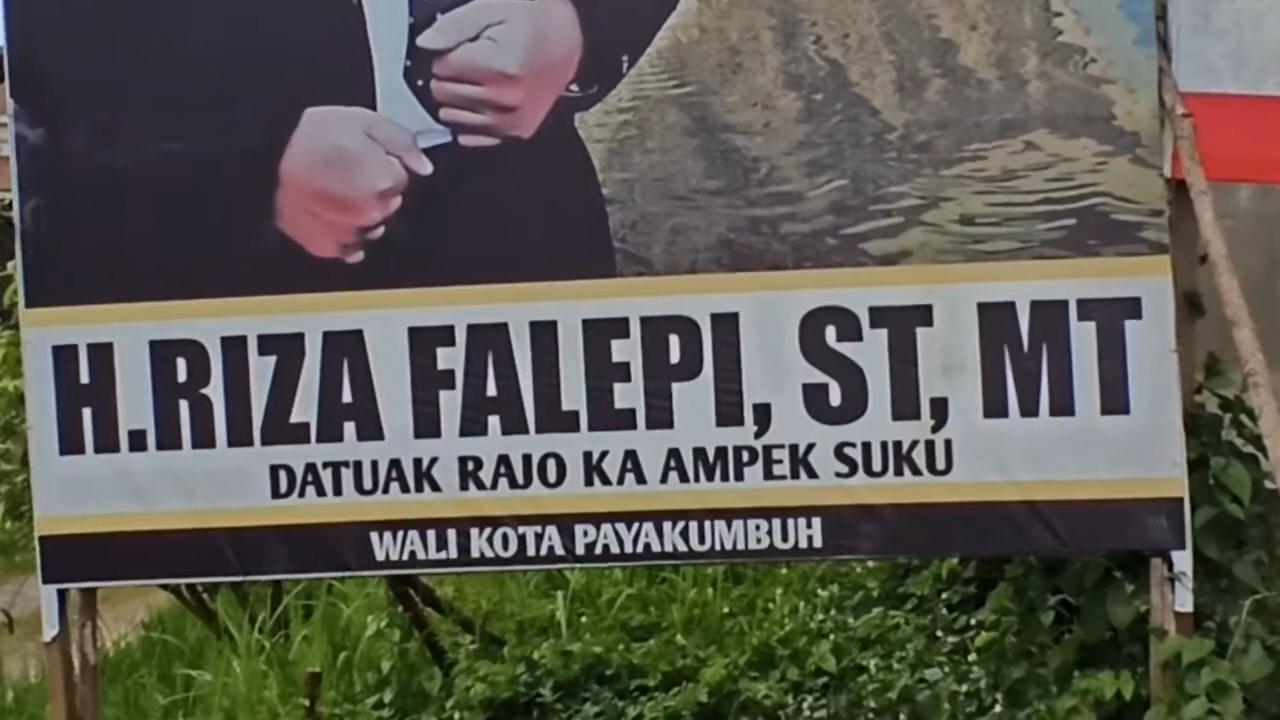 H.RIZA FALEPI, ST, MT
DATUAK RAJO KA AMPEK SUKU
WALI KOTA PAYAKUMBUH